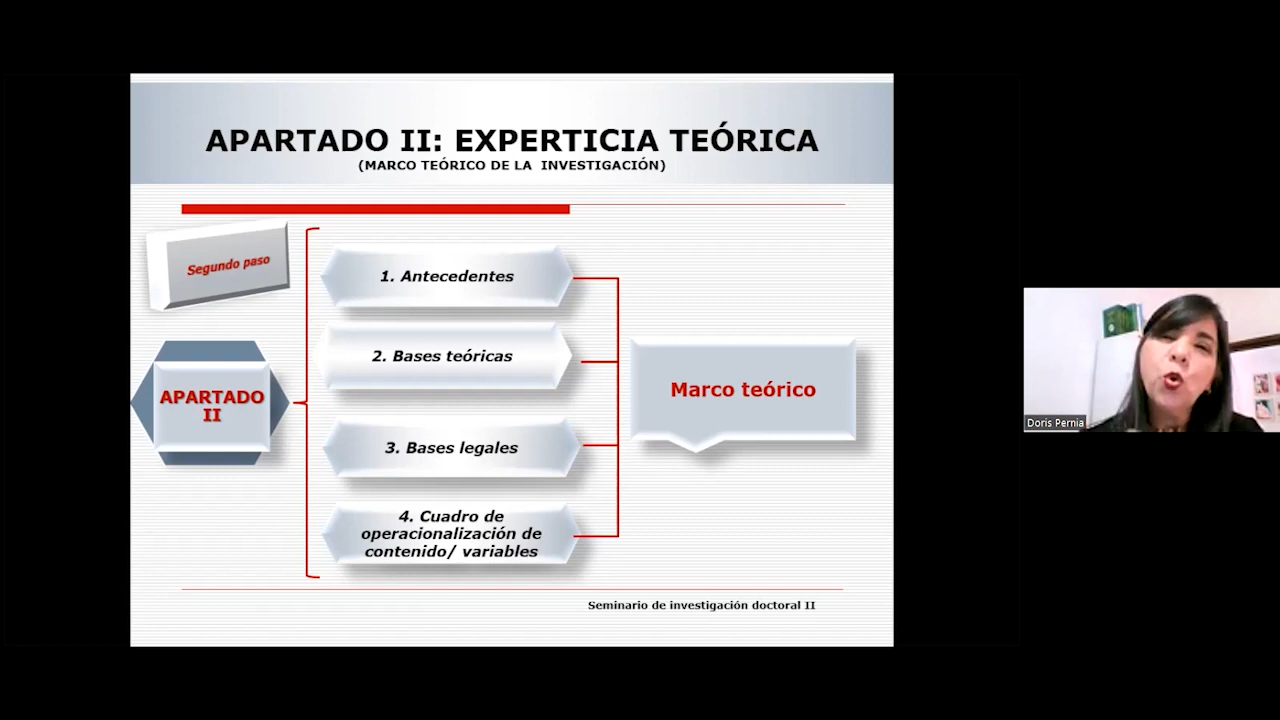 APARTADO II: EXPERTICIA TEÓRICA
(MARCO TEÓRICO DE LA INVESTIGACIÓN)
Segundo paso
APARTADO
II
1. Antecedentes
2. Bases teóricas
3. Bases legales
4. Cuadro de
operacionalización de
contenido/ variables
Marco teórico
Seminario de investigación doctoral II
Doris Pernia